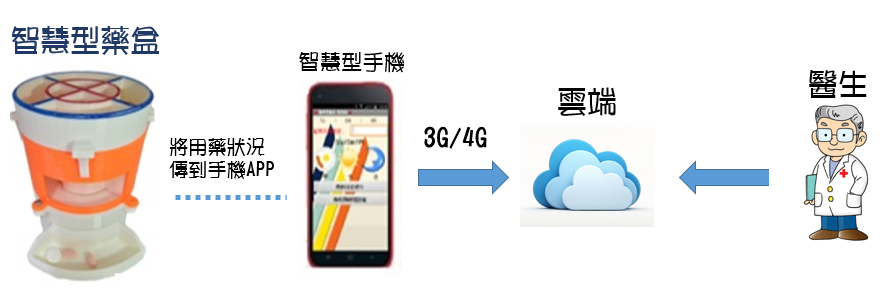 智慧型藥盒
將用藥狀況
傳到手機APP
智慧型手機
3G/4G
雲端
醫生